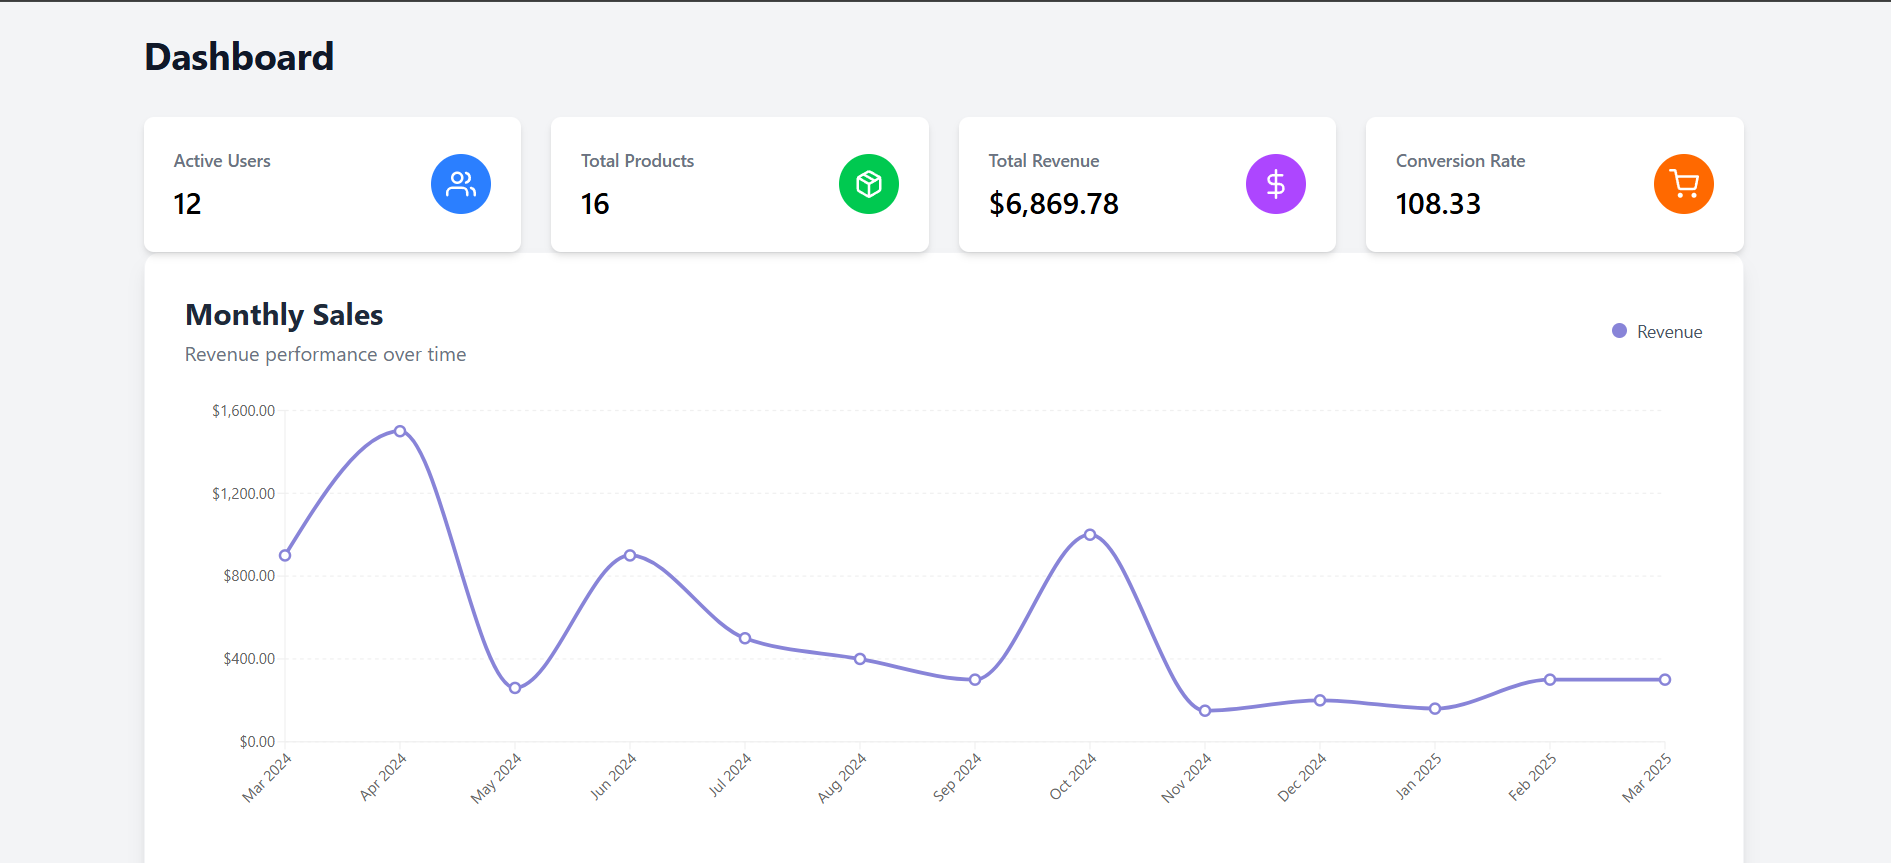 Dashboard
Active Users
12
Total Products
16
Total Revenue
$6,869.78
Conversion Rate
108.33
Monthly Sales
Revenue performance over time
Revenue
$1,600.00
$1,200.00
$800.00
$400.00
$0.00
Mar 2024
Apr 2024
May 2024
Jun 2024
Jul 2024
Aug 2024
Sep 2024
Oct 2024
Nov 2024
Dec 2024
Jan 2025
Feb 2025
Mar 2025